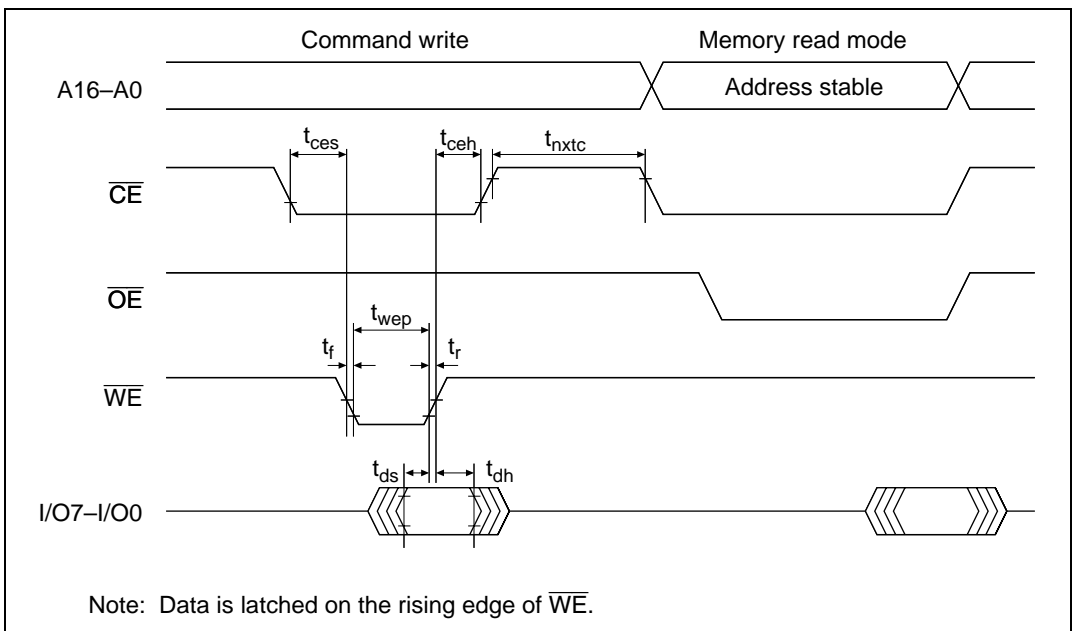 Command write
Memory read mode
A16–A0
Address stable
tces
tceh
tnxtc
CE
OE
twep
tf
tr
WE
tds
tdh
I/O7–I/O0
Note: Data is latched on the rising edge of WE.